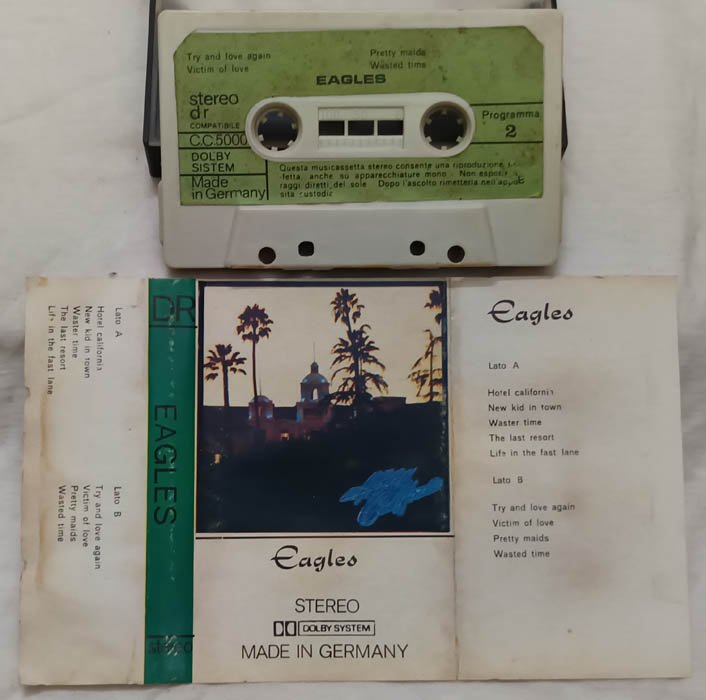 Try and love again
Victim of love
Pretty maids
Wasted time
EAGLES
stereo
dr
COMPATIBILE
C.C.5000
DOLBY
SISTEM
Made
in Germany
Programma
2
Questa musicassetta stereo consente una riproduzione
fetta, anche su apparecchiature mono. Non
raggi diretti del sole Dopo l'ascolto rimetterla
sita custodia
Lato A
Hotel california
New kid in town
Waster time
The last resort
Life in the fast lane
Lato B
Try and love again
Victim of love
Pretty maids
Wasted time
DR
EAGLES
stereo
Eagles
STEREO
DOLBY SYSTEM
MADE IN GERMANY
Eagles
Lato A
Hotel california
New kid in town
Waster time
The last resort
Life in the fast lane
Lato B
Try and love again
Victim of love
Pretty maids
Wasted time